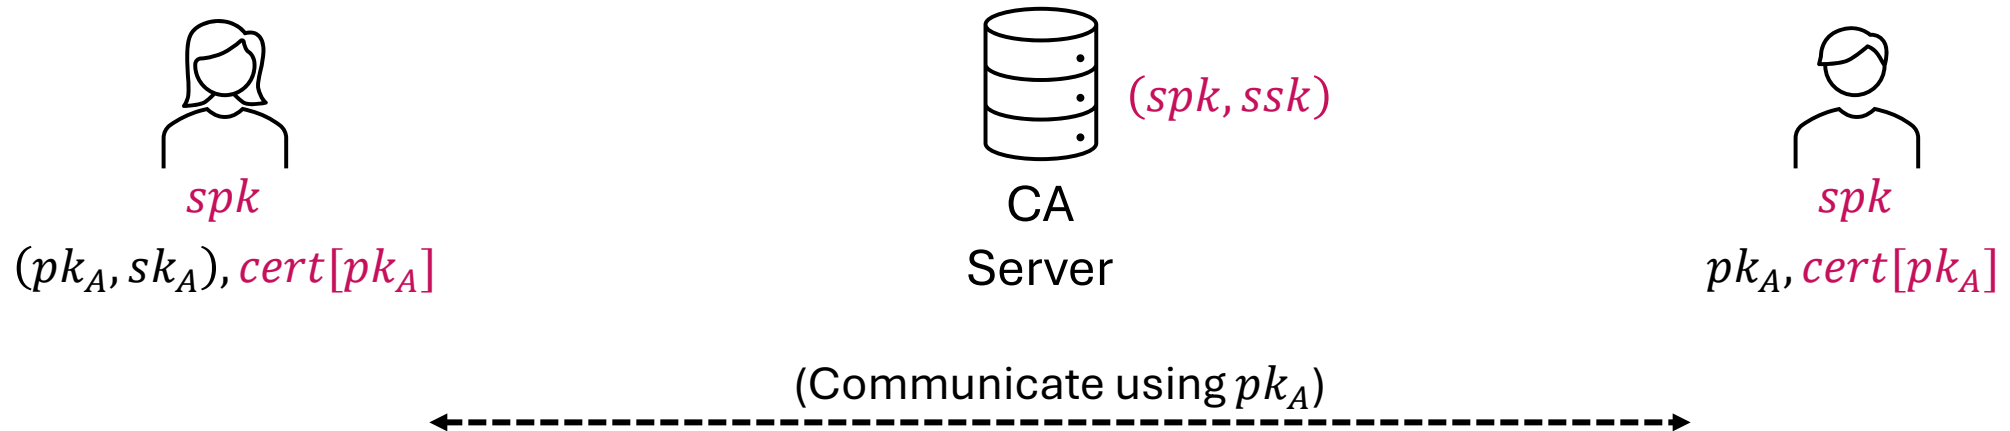 (spk, ssk)
CA
Server
spk
(pk_A, sk_A), cert[pk_A]
spk
pk_A, cert[pk_A]
(Communicate using pk_A)